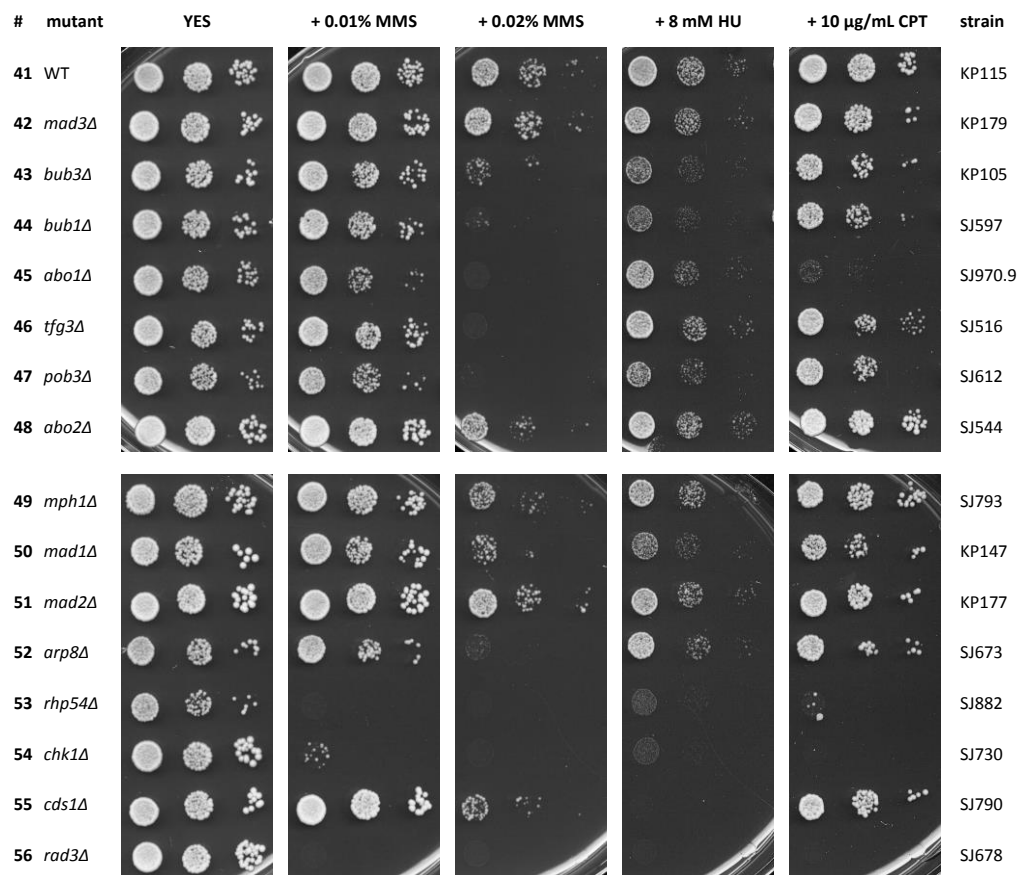 # mutant YES + 0.01% MMS + 0.02% MMS + 8 mM HU + 10 µg/mL CPT strain
41 WT KP115
42 mad3Δ KP179
43 bub3Δ KP105
44 bub1Δ SJ597
45 abo1Δ SJ970.9
46 tfg3Δ SJ516
47 pob3Δ SJ612
48 abo2Δ SJ544
49 mph1Δ SJ793
50 mad1Δ KP147
51 mad2Δ KP177
52 arp8Δ SJ673
53 rhp54Δ SJ882
54 chk1Δ SJ730
55 cds1Δ SJ790
56 rad3Δ SJ678